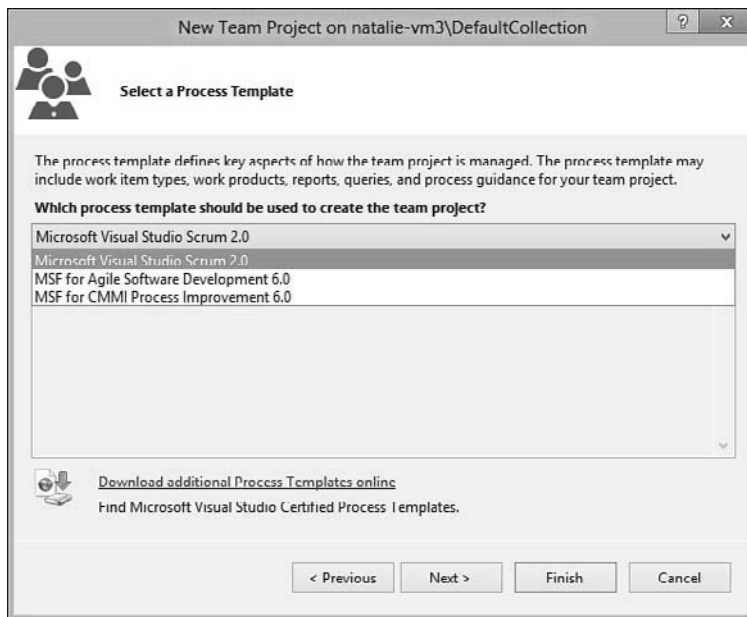 New Team Project on natalie-vm3\DefaultCollection
?
X
Select a Process Template
The process template defines key aspects of how the team project is managed. The process template may
include work item types, work products, reports, queries, and process guidance for your team project.
Which process template should be used to create the team project?
Microsoft Visual Studio Scrum 2.0
Microsoft Visual Studio Scrum 2.0
MSF for Agile Software Development 6.0
MSF for CMMI Process Improvement 6.0
Download additional Process Templates online
Find Microsoft Visual Studio Certified Process Templates.
< Previous
Next >
Finish
Cancel